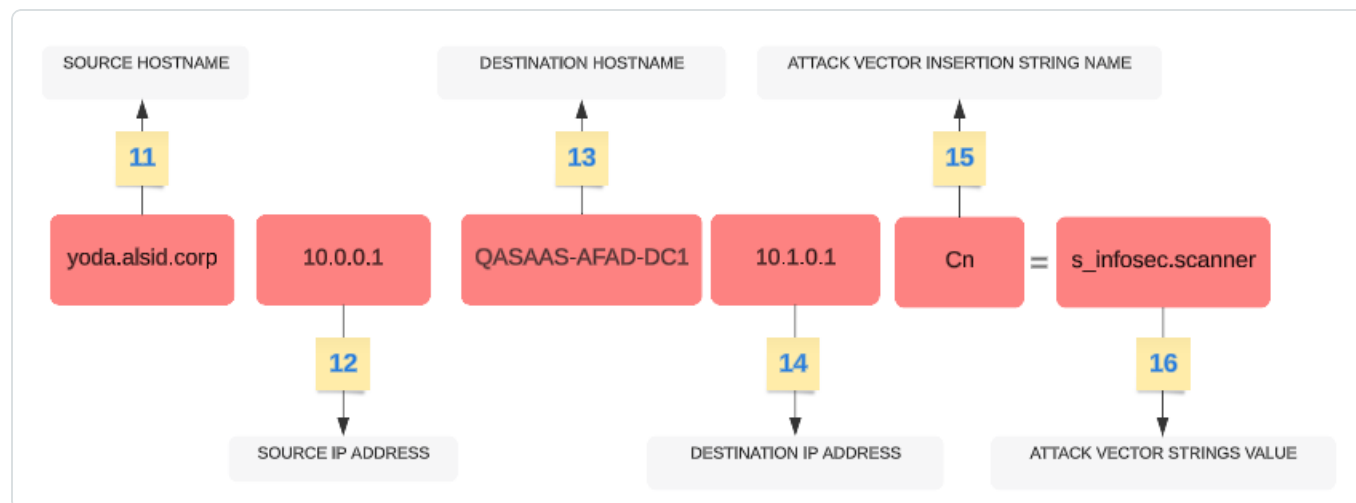 SOURCE HOSTNAME
DESTINATION HOSTNAME
ATTACK VECTOR INSERTION STRING NAME
11
13
15
yoda.alsid.corp
10.0.0.1
QASAAS-AFAD-DC1
10.1.0.1
Cn
=
s_infosec.scanner
12
14
16
SOURCE IP ADDRESS
DESTINATION IP ADDRESS
ATTACK VECTOR STRINGS VALUE